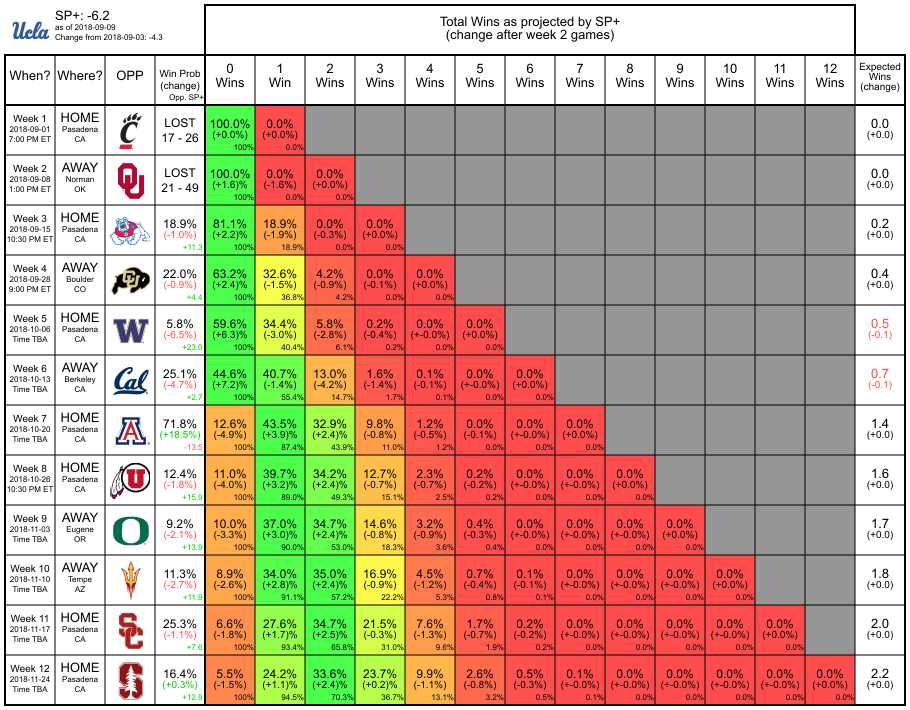 Ucla
SP+: -6.2
as of 2018-09-09
Change from 2018-09-03: -4.3
Total Wins as projected by SP+
(change after week 2 games)
When? Where? OPP Win Prob (change) Opp. SP+ 0 Wins 1 Win 2 Wins 3 Wins 4 Wins 5 Wins 6 Wins 7 Wins 8 Wins 9 Wins 10 Wins 11 Wins 12 Wins Expected Wins (change)
Week 1 HOME C LOST 100.0% 0.0% 0.0
2018-09-01 Pasadena 17 - 26 (+0.0%) (+0.0%) (+0.0)
7:00 PM ET CA 100% 0.0%
Week 2 AWAY OU LOST 100.0% 0.0% 0.0% 0.0
2018-09-08 Norman 21 - 49 (+1.6)% (-1.6%) (+0.0%) (+0.0)
1:00 PM ET OK 100% 0.0% 0.0%
Week 3 HOME 18.9% 81.1% 18.9% 0.0% 0.0% 0.2
2018-09-15 Pasadena (-1.0%) (+2.2)% (-1.9%) (-0.3%) (+0.0%) (+0.0)
10:30 PM ET CA +11.3 100% 18.9% 0.0% 0.0%
Week 4 AWAY CU 22.0% 63.2% 32.6% 4.2% 0.0% 0.0% 0.4
2018-09-28 Boulder (-0.9%) (+2.4)% (-1.5%) (-0.9%) (-0.1%) (+0.0%) (+0.0)
9:00 PM ET CO +4.4 100% 36.8% 4.2% 0.0% 0.0%
Week 5 HOME W 5.8% 59.6% 34.4% 5.8% 0.2% 0.0% 0.0% 0.5
2018-10-06 Pasadena (-6.5%) (+6.3)% (-3.0%) (-2.8%) (-0.4%) (+-0.0%) (+0.0%) (-0.1)
Time TBA CA +23.0 100% 40.4% 6.1% 0.2% 0.0% 0.0%
Week 6 AWAY Cal 25.1% 44.6% 40.7% 13.0% 1.6% 0.1% 0.0% 0.0% 0.7
2018-10-13 Berkeley (-4.7%) (+7.2)% (-1.4%) (-4.2%) (-1.4%) (-0.1%) (+-0.0%) (+0.0%) (-0.1)
Time TBA CA +2.7 100% 55.4% 14.7% 1.7% 0.1% 0.0% 0.0%
Week 7 HOME A 71.8% 12.6% 43.5% 32.9% 9.8% 1.2% 0.0% 0.0% 0.0% 1.4
2018-10-20 Pasadena (+18.5%) (-4.9%) (+3.9)% (+2.4)% (-0.8%) (-0.5%) (-0.1%) (+-0.0%) (+0.0%) (+0.0)
Time TBA CA -13.5 100% 87.4% 43.9% 11.0% 1.2% 0.0% 0.0% 0.0%
Week 8 HOME U 12.4% 11.0% 39.7% 34.2% 12.7% 2.3% 0.2% 0.0% 0.0% 0.0% 1.6
2018-10-26 Pasadena (-1.8%) (-4.0%) (+3.2)% (+2.4)% (-0.7%) (-0.7%) (-0.2%) (+-0.0%) (+-0.0%) (+0.0%) (+0.0)
10:30 PM ET CA +15.9 100% 89.0% 49.3% 15.1% 2.5% 0.2% 0.0% 0.0% 0.0%
Week 9 AWAY O 9.2% 10.0% 37.0% 34.7% 14.6% 3.2% 0.4% 0.0% 0.0% 0.0% 0.0% 1.7
2018-11-03 Eugene (-2.1%) (-3.3%) (+3.0)% (+2.4)% (-0.8%) (-0.9%) (-0.3%) (+-0.0%) (+-0.0%) (+-0.0%) (+0.0%) (+0.0)
Time TBA OR +13.9 100% 90.0% 53.0% 18.3% 3.6% 0.4% 0.0% 0.0% 0.0% 0.0%
Week 10 AWAY 11.3% 8.9% 34.0% 35.0% 16.9% 4.5% 0.7% 0.1% 0.0% 0.0% 0.0% 0.0% 1.8
2018-11-10 Tempe (-2.7%) (-2.6%) (+2.8)% (+2.4)% (-0.9%) (-1.2%) (-0.4%) (-0.1%) (+-0.0%) (+-0.0%) (+-0.0%) (+0.0%) (+0.0)
Time TBA AZ +11.9 100% 91.1% 57.2% 22.2% 5.3% 0.8% 0.1% 0.0% 0.0% 0.0% 0.0%
Week 11 HOME SC 25.3% 6.6% 27.6% 34.7% 21.5% 7.6% 1.7% 0.2% 0.0% 0.0% 0.0% 0.0% 0.0% 2.0
2018-11-17 Pasadena (-1.1%) (-1.8%) (+1.7)% (+2.5)% (-0.3%) (-1.3%) (-0.7%) (-0.2%) (+-0.0%) (+-0.0%) (+-0.0%) (+-0.0%) (+0.0%) (+0.0)
Time TBA CA +7.6 100% 93.4% 65.8% 31.0% 9.6% 1.9% 0.2% 0.0% 0.0% 0.0% 0.0% 0.0%
Week 12 HOME S 16.4% 5.5% 24.2% 33.6% 23.7% 9.9% 2.6% 0.5% 0.1% 0.0% 0.0% 0.0% 0.0% 0.0% 2.2
2018-11-24 Pasadena (+0.3%) (-1.5%) (+1.1)% (+2.4)% (+0.2)% (-1.1%) (-0.8%) (-0.3%) (+-0.0%) (+-0.0%) (+-0.0%) (+-0.0%) (+-0.0%) (+0.0%) (+0.0)
Time TBA CA +12.9 100% 94.5% 70.3% 36.7% 13.1% 3.2% 0.5% 0.1% 0.0% 0.0% 0.0% 0.0% 0.0%